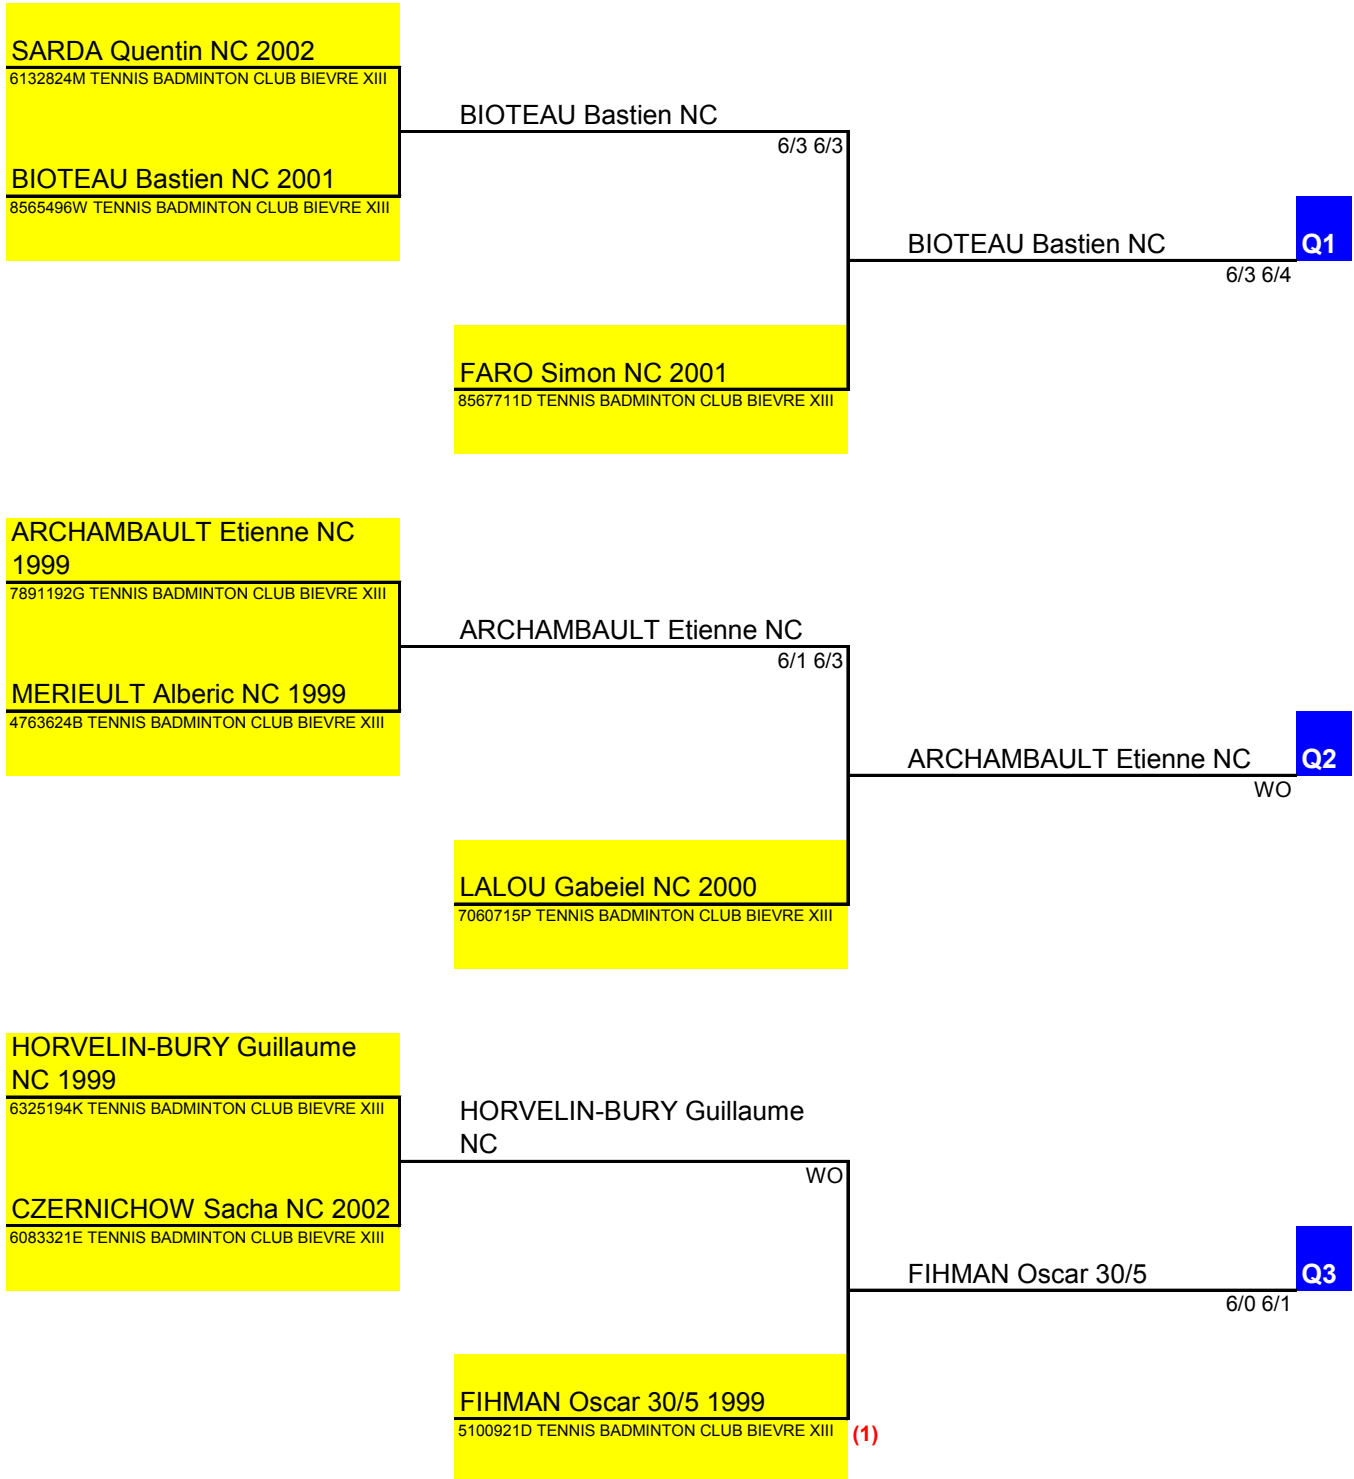 SARDA Quentin NC 2002
6132824M TENNIS BADMINTON CLUB BIEVRE XIII
BIOTEAU Bastien NC
6/3 6/3
BIOTEAU Bastien NC 2001
8565496W TENNIS BADMINTON CLUB BIEVRE XIII
BIOTEAU Bastien NC
Q1
6/3 6/4
FARO Simon NC 2001
8567711D TENNIS BADMINTON CLUB BIEVRE XIII
ARCHAMBAULT Etienne NC
1999
7891192G TENNIS BADMINTON CLUB BIEVRE XIII
ARCHAMBAULT Etienne NC
6/1 6/3
MERIEULT Alberic NC 1999
4763624B TENNIS BADMINTON CLUB BIEVRE XIII
ARCHAMBAULT Etienne NC
Q2
WO
LALOU Gabeiel NC 2000
7060715P TENNIS BADMINTON CLUB BIEVRE XIII
HORVELIN-BURY Guillaume
NC 1999
6325194K TENNIS BADMINTON CLUB BIEVRE XIII
HORVELIN-BURY Guillaume
NC
WO
CZERNICHOW Sacha NC 2002
6083321E TENNIS BADMINTON CLUB BIEVRE XIII
FIHMAN Oscar 30/5
Q3
6/0 6/1
FIHMAN Oscar 30/5 1999
5100921D TENNIS BADMINTON CLUB BIEVRE XIII
(1)